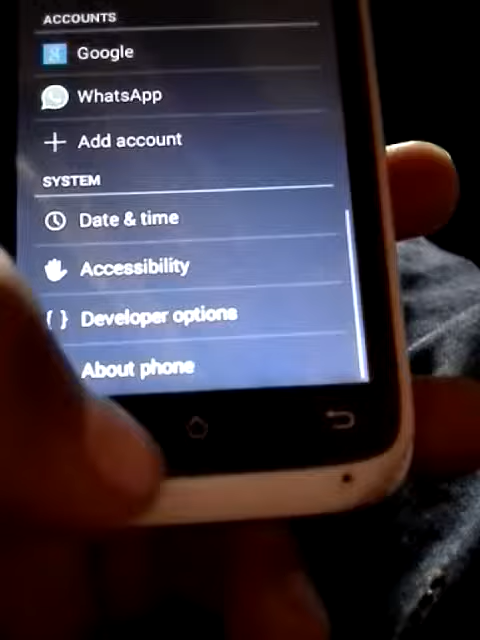 ACCOUNTS
Google
WhatsApp
Add account
SYSTEM
Date & time
Accessibility
{ } Developer options
About phone